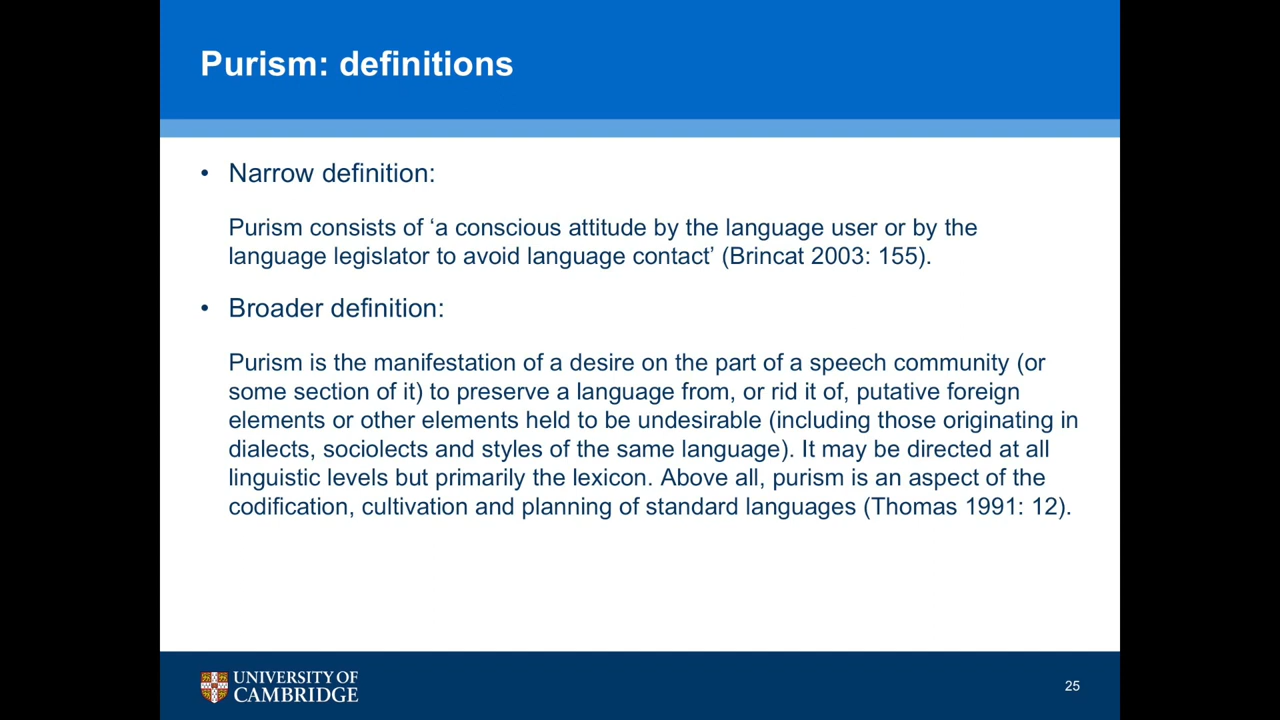 Purism: definitions
• Narrow definition:
Purism consists of ‘a conscious attitude by the language user or by the
language legislator to avoid language contact’ (Brincat 2003: 155).
• Broader definition:
Purism is the manifestation of a desire on the part of a speech community (or
some section of it) to preserve a language from, or rid it of, putative foreign
elements or other elements held to be undesirable (including those originating in
dialects, sociolects and styles of the same language). It may be directed at all
linguistic levels but primarily the lexicon. Above all, purism is an aspect of the
codification, cultivation and planning of standard languages (Thomas 1991: 12).
UNIVERSITY OF
CAMBRIDGE
25